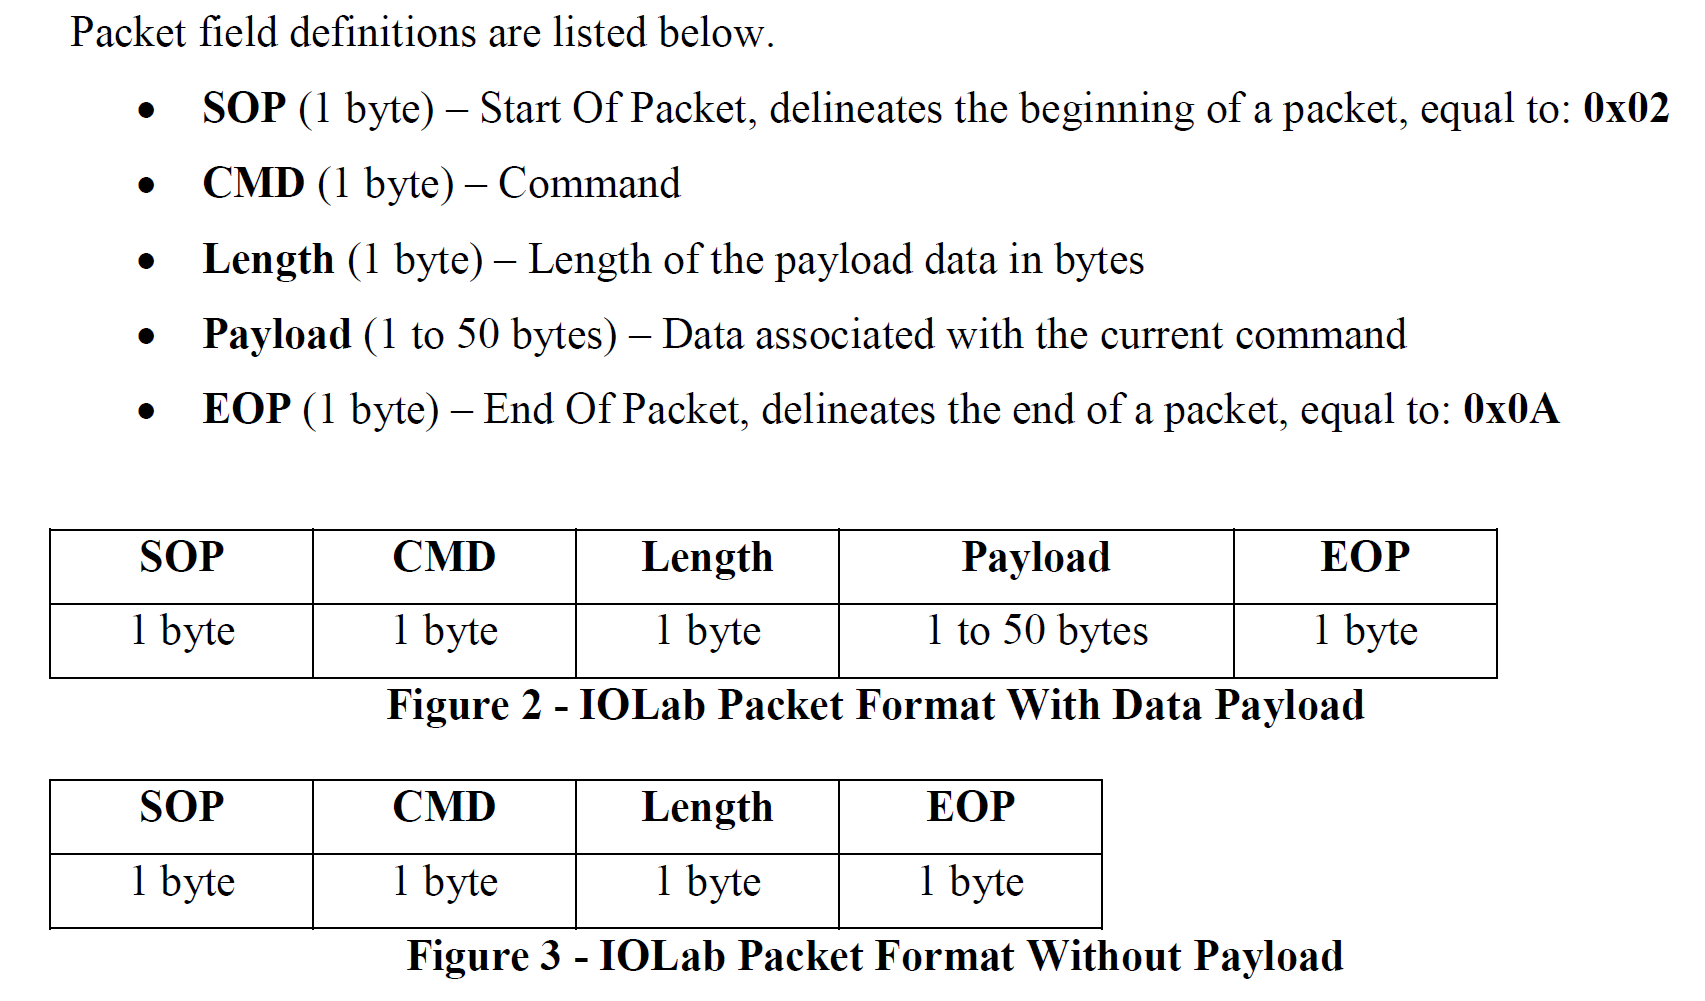 Packet field definitions are listed below.
• SOP (1 byte) – Start Of Packet, delineates the beginning of a packet, equal to: 0x02
• CMD (1 byte) – Command
• Length (1 byte) – Length of the payload data in bytes
• Payload (1 to 50 bytes) – Data associated with the current command
• EOP (1 byte) – End Of Packet, delineates the end of a packet, equal to: 0x0A
SOP CMD Length Payload EOP
1 byte 1 byte 1 byte 1 to 50 bytes 1 byte
Figure 2 - IOLab Packet Format With Data Payload
SOP CMD Length EOP
1 byte 1 byte 1 byte 1 byte
Figure 3 - IOLab Packet Format Without Payload